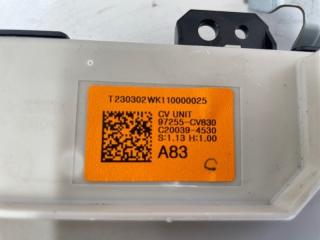 T230302WK110000025
CV UNIT
97255-CV830
C20039-4530
S:1.13 H:1.00
A83